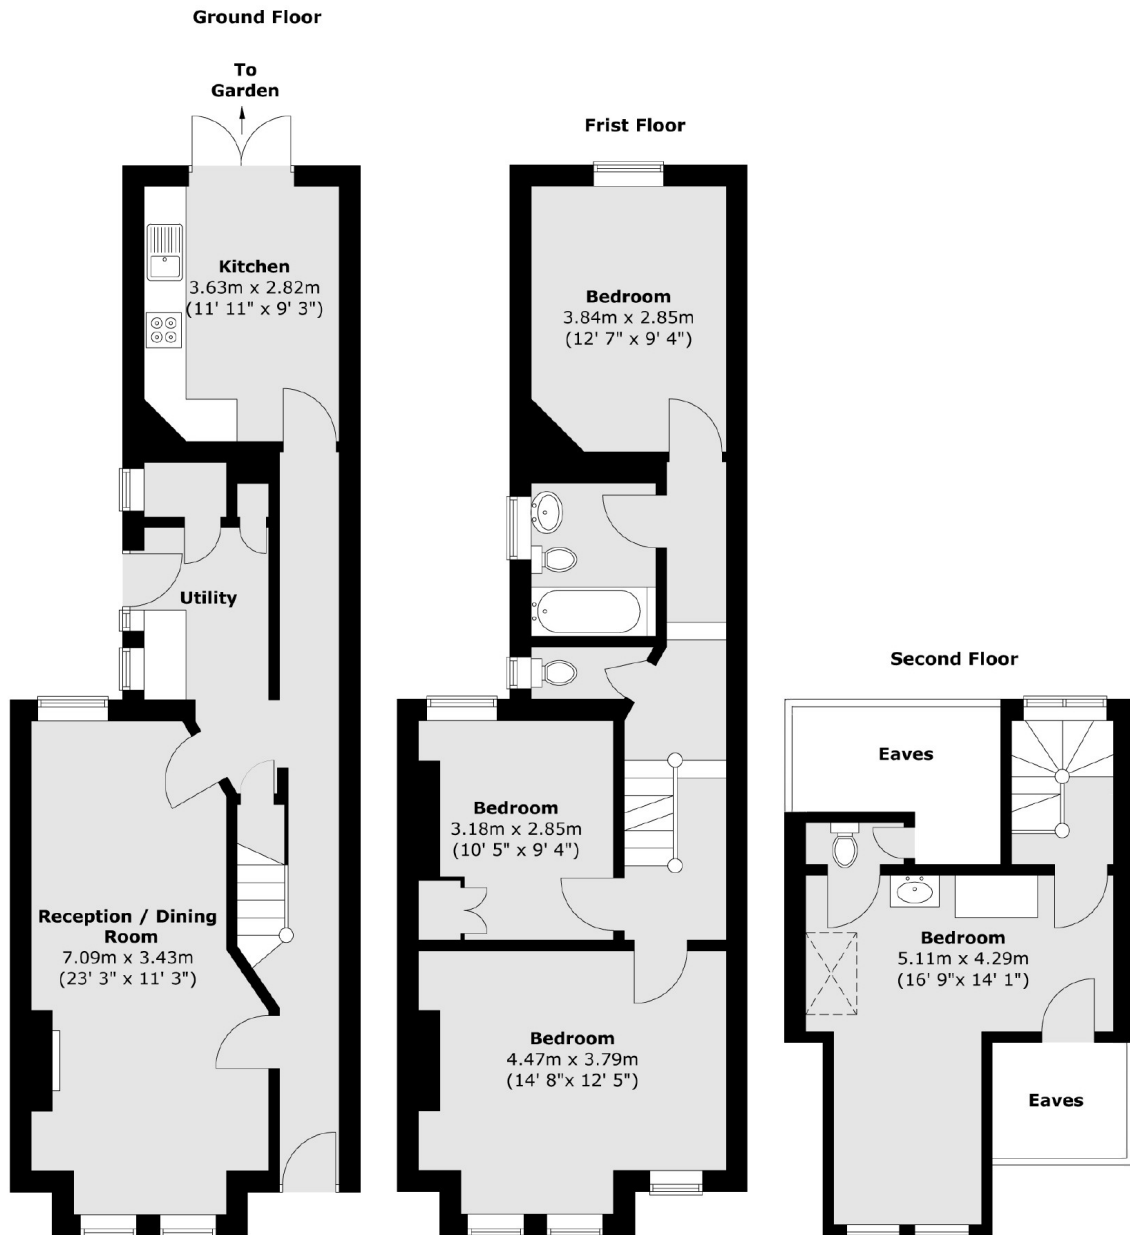 Ground Floor
To
Garden
Kitchen
3.63m x 2.82m
(11' 11" x 9' 3")
Utility
Reception / Dining
Room
7.09m x 3.43m
(23' 3" x 11' 3")
Frist Floor
Bedroom
3.84m x 2.85m
(12' 7" x 9' 4")
Bedroom
3.18m x 2.85m
(10' 5" x 9' 4")
Bedroom
4.47m x 3.79m
(14' 8"x 12' 5")
Second Floor
Eaves
Bedroom
5.11m x 4.29m
(16' 9"x 14' 1")
Eaves